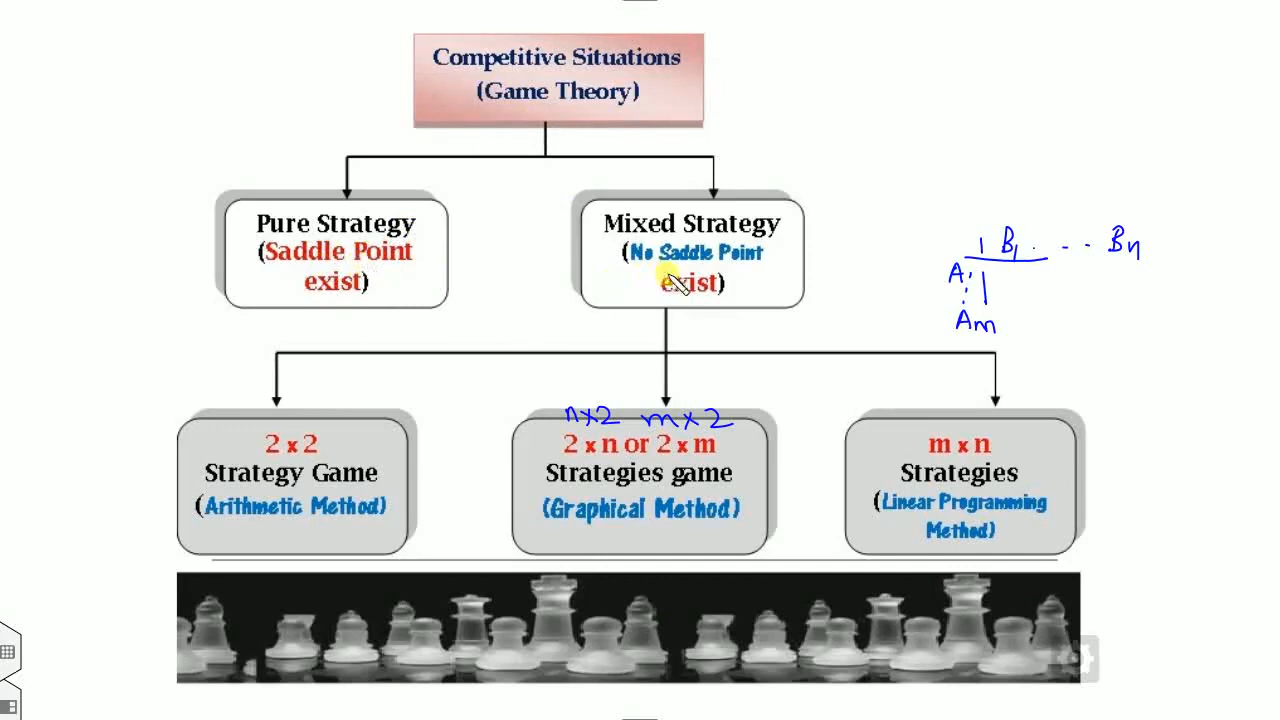 Competitive Situations
(Game Theory)
Pure Strategy
(Saddle Point
exist)
Mixed Strategy
(No Saddle Point
exist)
B1 . - - Bn
A1
Am
n×2 m×2
2 x 2
Strategy Game
(Arithmetic Method)
2 x n or 2 x m
Strategies game
(Graphical Method)
m x n
Strategies
(Linear Programming
Method)